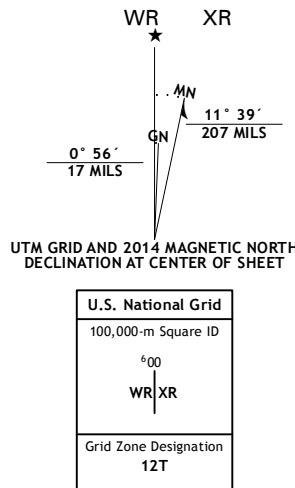 WR XR
MN
GN
11° 39´
207 MILS
0° 56´
17 MILS
UTM GRID AND 2014 MAGNETIC NORTH
DECLINATION AT CENTER OF SHEET
U.S. National Grid
100,000-m Square ID
600
WR XR
Grid Zone Designation
12T